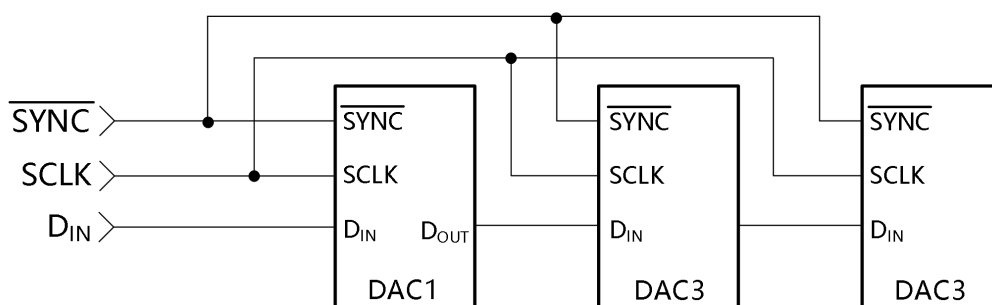 SYNC
SCLK
DIN
SYNC
SCLK
DIN DOUT
DAC1
SYNC
SCLK
DIN
DAC3
SYNC
SCLK
DIN
DAC3